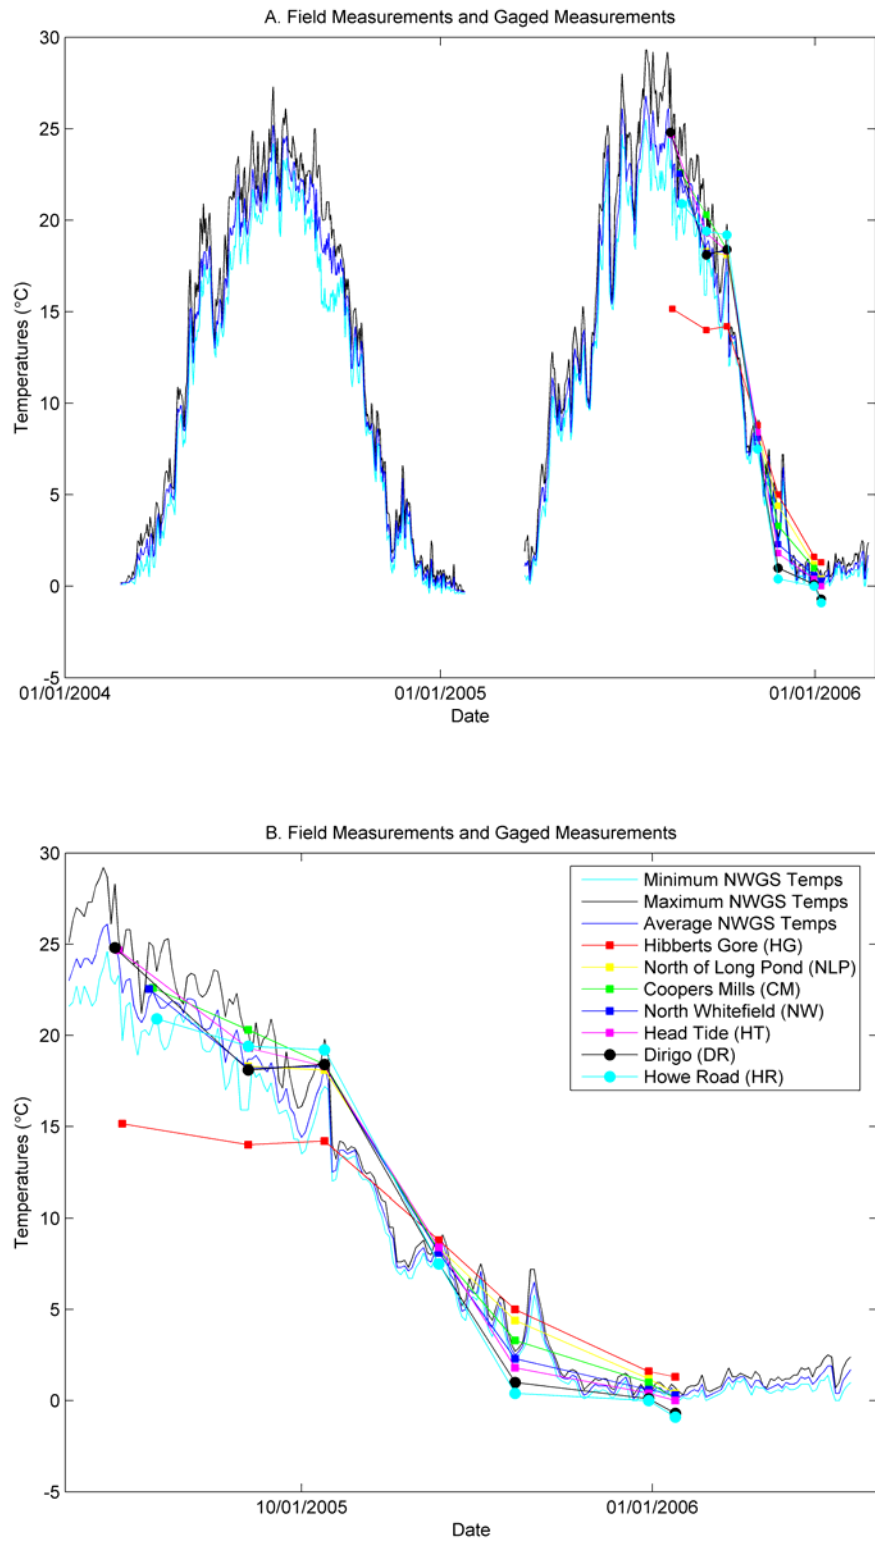 A. Field Measurements and Gaged Measurements
30
25
20
15
10
5
0
-5
Temperatures (°C)
01/01/2004
01/01/2005
01/01/2006
Date
B. Field Measurements and Gaged Measurements
30
25
20
15
10
5
0
-5
Temperatures (°C)
Minimum NWGS Temps
Maximum NWGS Temps
Average NWGS Temps
Hibberts Gore (HG)
North of Long Pond (NLP)
Coopers Mills (CM)
North Whitefield (NW)
Head Tide (HT)
Dirigo (DR)
Howe Road (HR)
10/01/2005
01/01/2006
Date